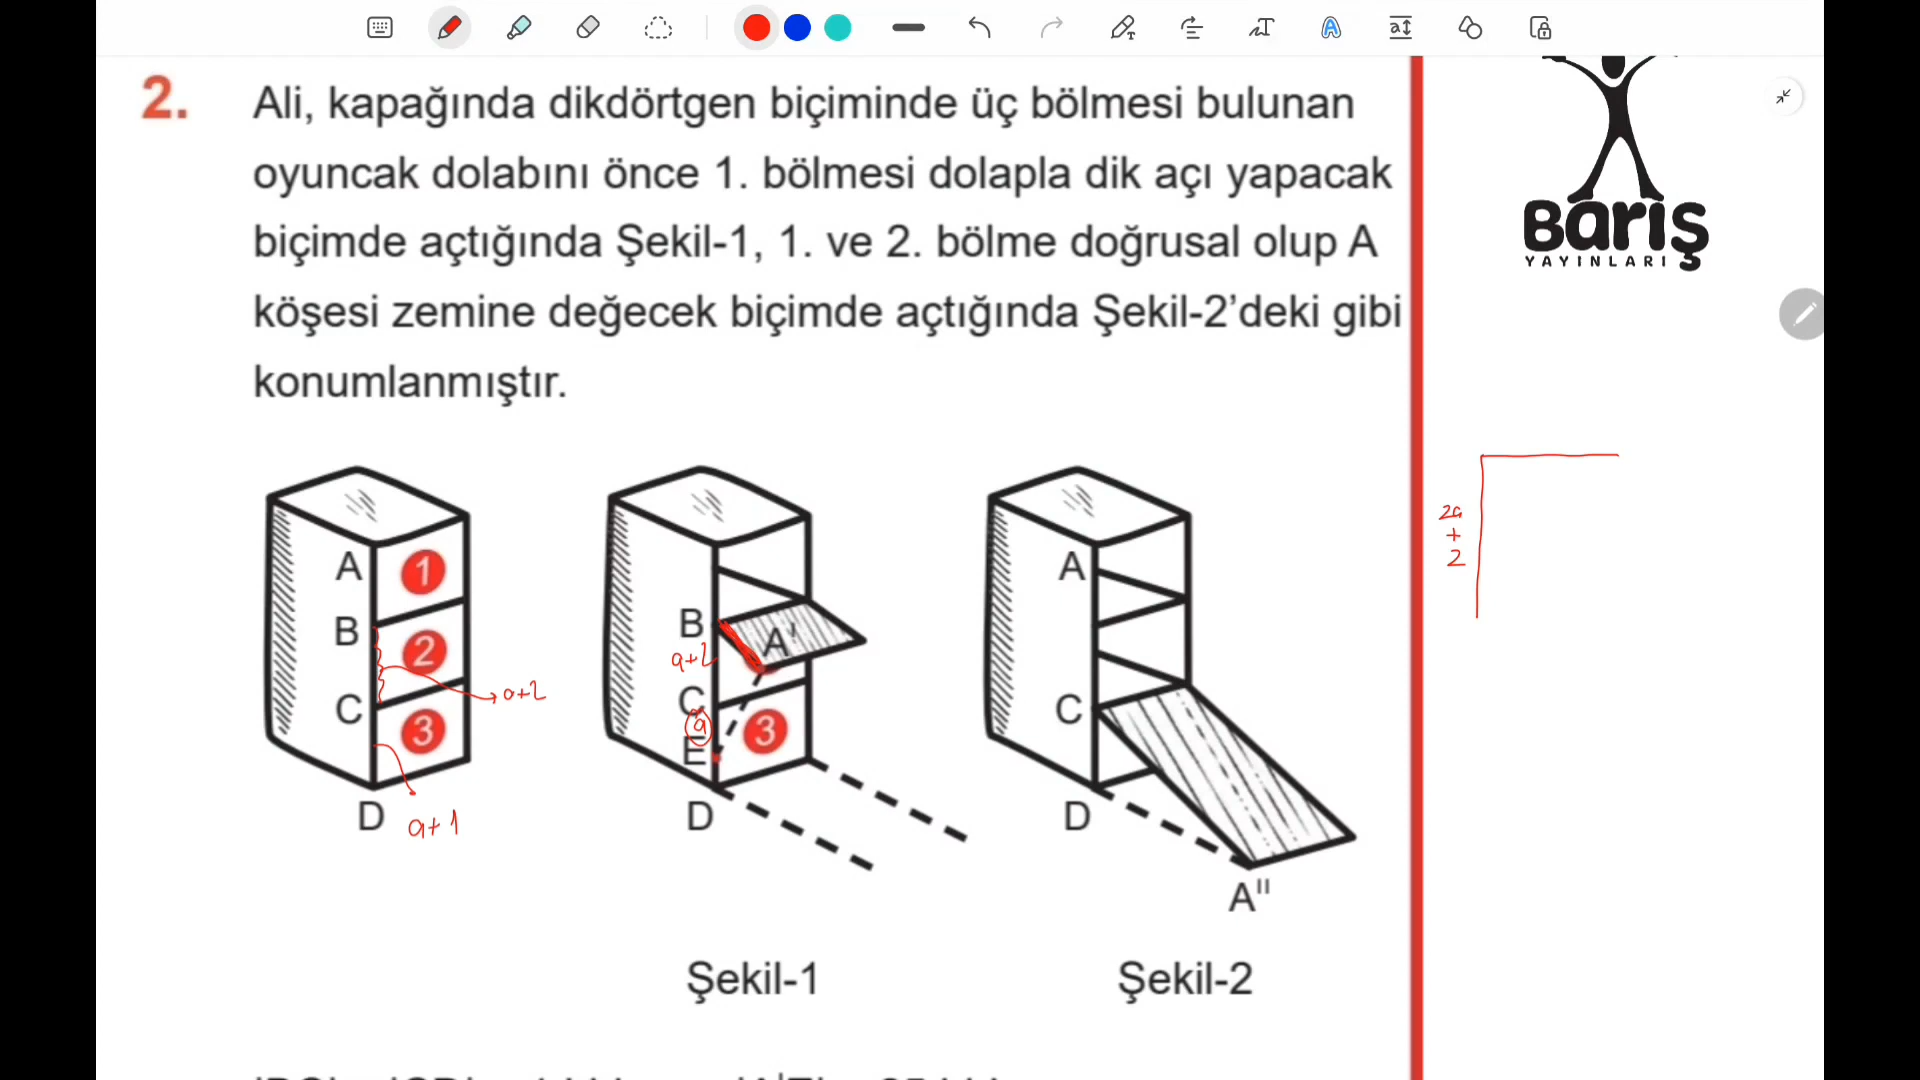 2.
Ali, kapağında dikdörtgen biçiminde üç bölmesi bulunan
oyuncak dolabını önce 1. bölmesi dolapla dik açı yapacak
biçimde açtığında Şekil-1, 1. ve 2. bölme doğrusal olup A
köşesi zemine değecek biçimde açtığında Şekil-2’deki gibi
konumlanmıştır.
Barış
YAYINLARI
A
1
B
2
C
3
D
a+2
a+1
B
A'
a+2
C
a
E
3
D
A
C
D
A"
2a
+
2
Şekil-1
Şekil-2